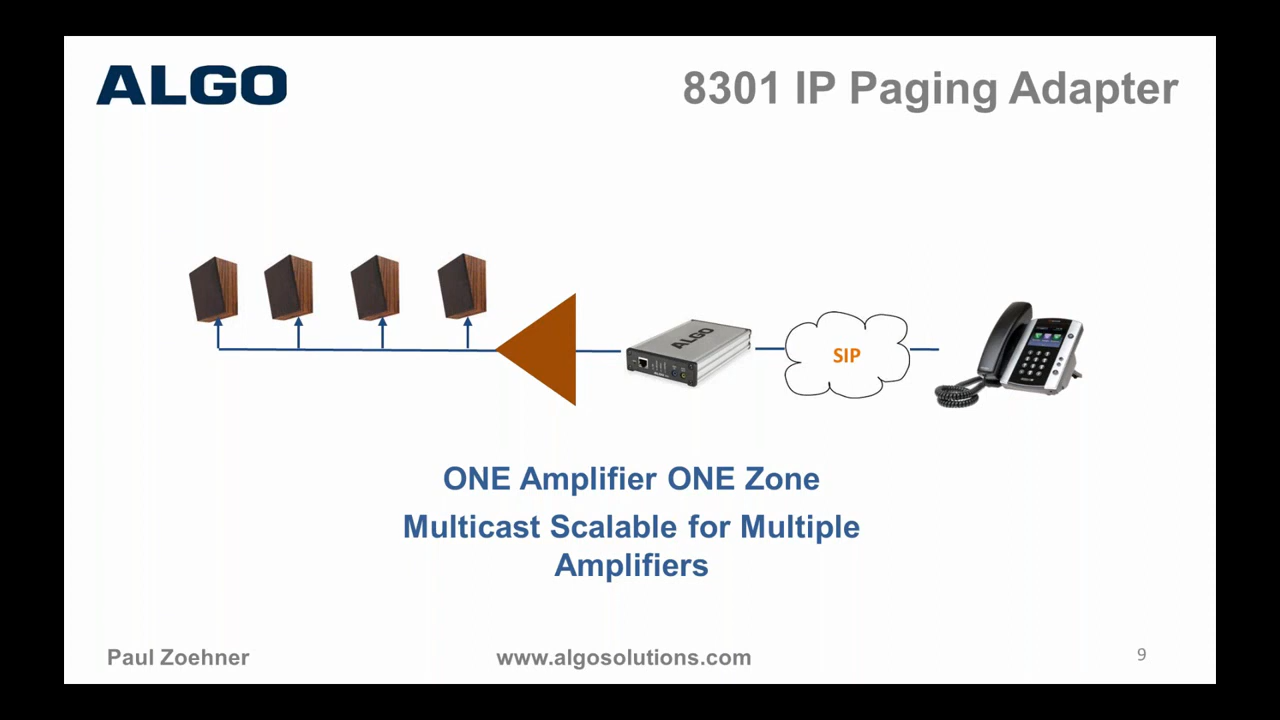 ALGO
8301 IP Paging Adapter
ALGO
SIP
ONE Amplifier ONE Zone
Multicast Scalable for Multiple
Amplifiers
Paul Zoehner
www.algosolutions.com
9